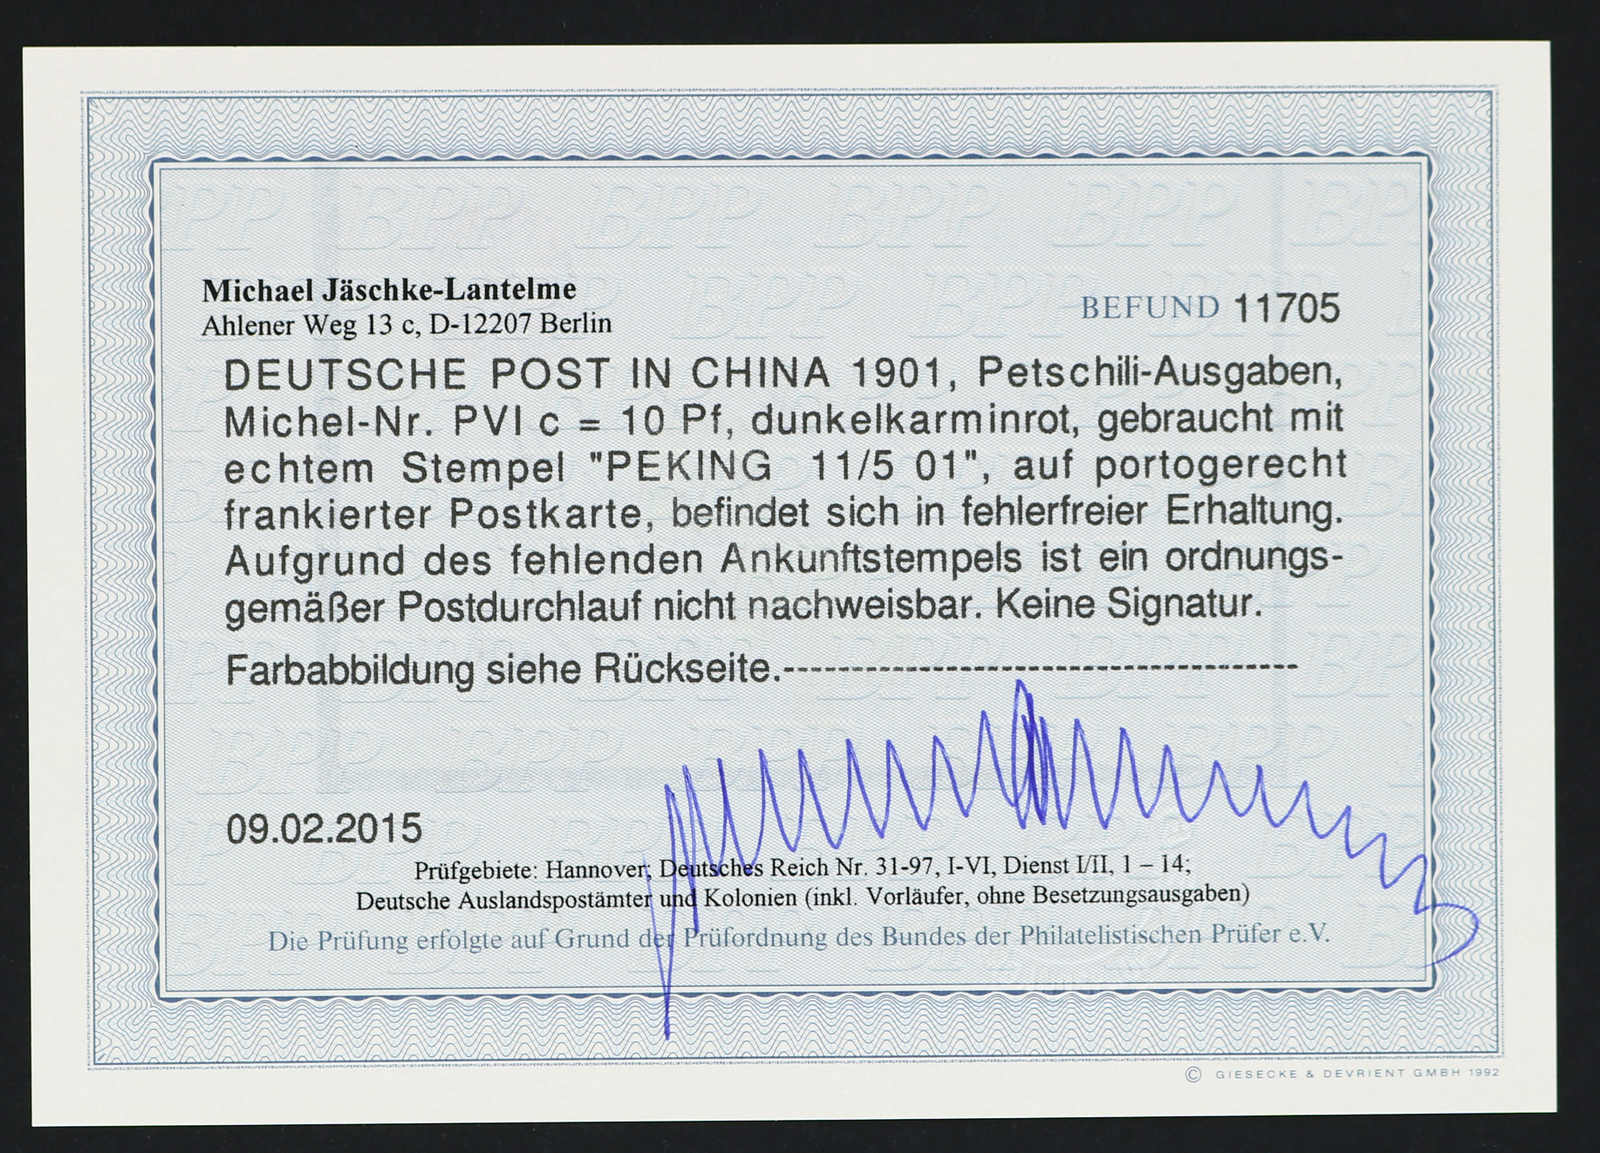 Michael Jäschke-Lantelme
Ahlener Weg 13 c, D-12207 Berlin
BEFUND 11705
DEUTSCHE POST IN CHINA 1901, Petschili-Ausgaben,
Michel-Nr. PVI c = 10 Pf, dunkelkarminrot, gebraucht mit
echtem Stempel "PEKING 11/5 01", auf portogerecht
frankierter Postkarte, befindet sich in fehlerfreier Erhaltung.
Aufgrund des fehlenden Ankunftstempels ist ein ordnungs-
gemäßer Postdurchlauf nicht nachweisbar. Keine Signatur.
Farbabbildung siehe Rückseite.--------------------------------------
09.02.2015
Prüfgebiete: Hannover; Deutsches Reich Nr. 31-97, I-VI, Dienst I/II, 1 – 14;
Deutsche Auslandspostämter und Kolonien (inkl. Vorläufer, ohne Besetzungsausgaben)
Die Prüfung erfolgte auf Grund der Prüfordnung des Bundes der Philatelistischen Prüfer e.V.
© GIESECKE & DEVRIENT GMBH 1992